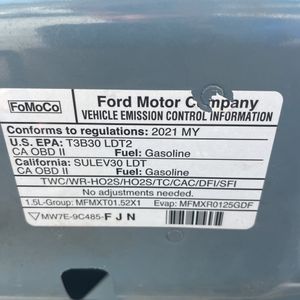 FoMoCo
Ford Motor Company
VEHICLE EMISSION CONTROL INFORMATION
Conforms to regulations: 2021 MY
U.S. EPA: T3B30 LDT2
CA OBD II Fuel: Gasoline
California: SULEV30 LDT
CA OBD II Fuel: Gasoline
TWC/WR-HO2S/HO2S/TC/CAC/DFI/SFI
No adjustments needed.
1.5L-Group: MFMXT01.52X1 Evap: MFMXR0125GDF
MW7E-9C485-F J N